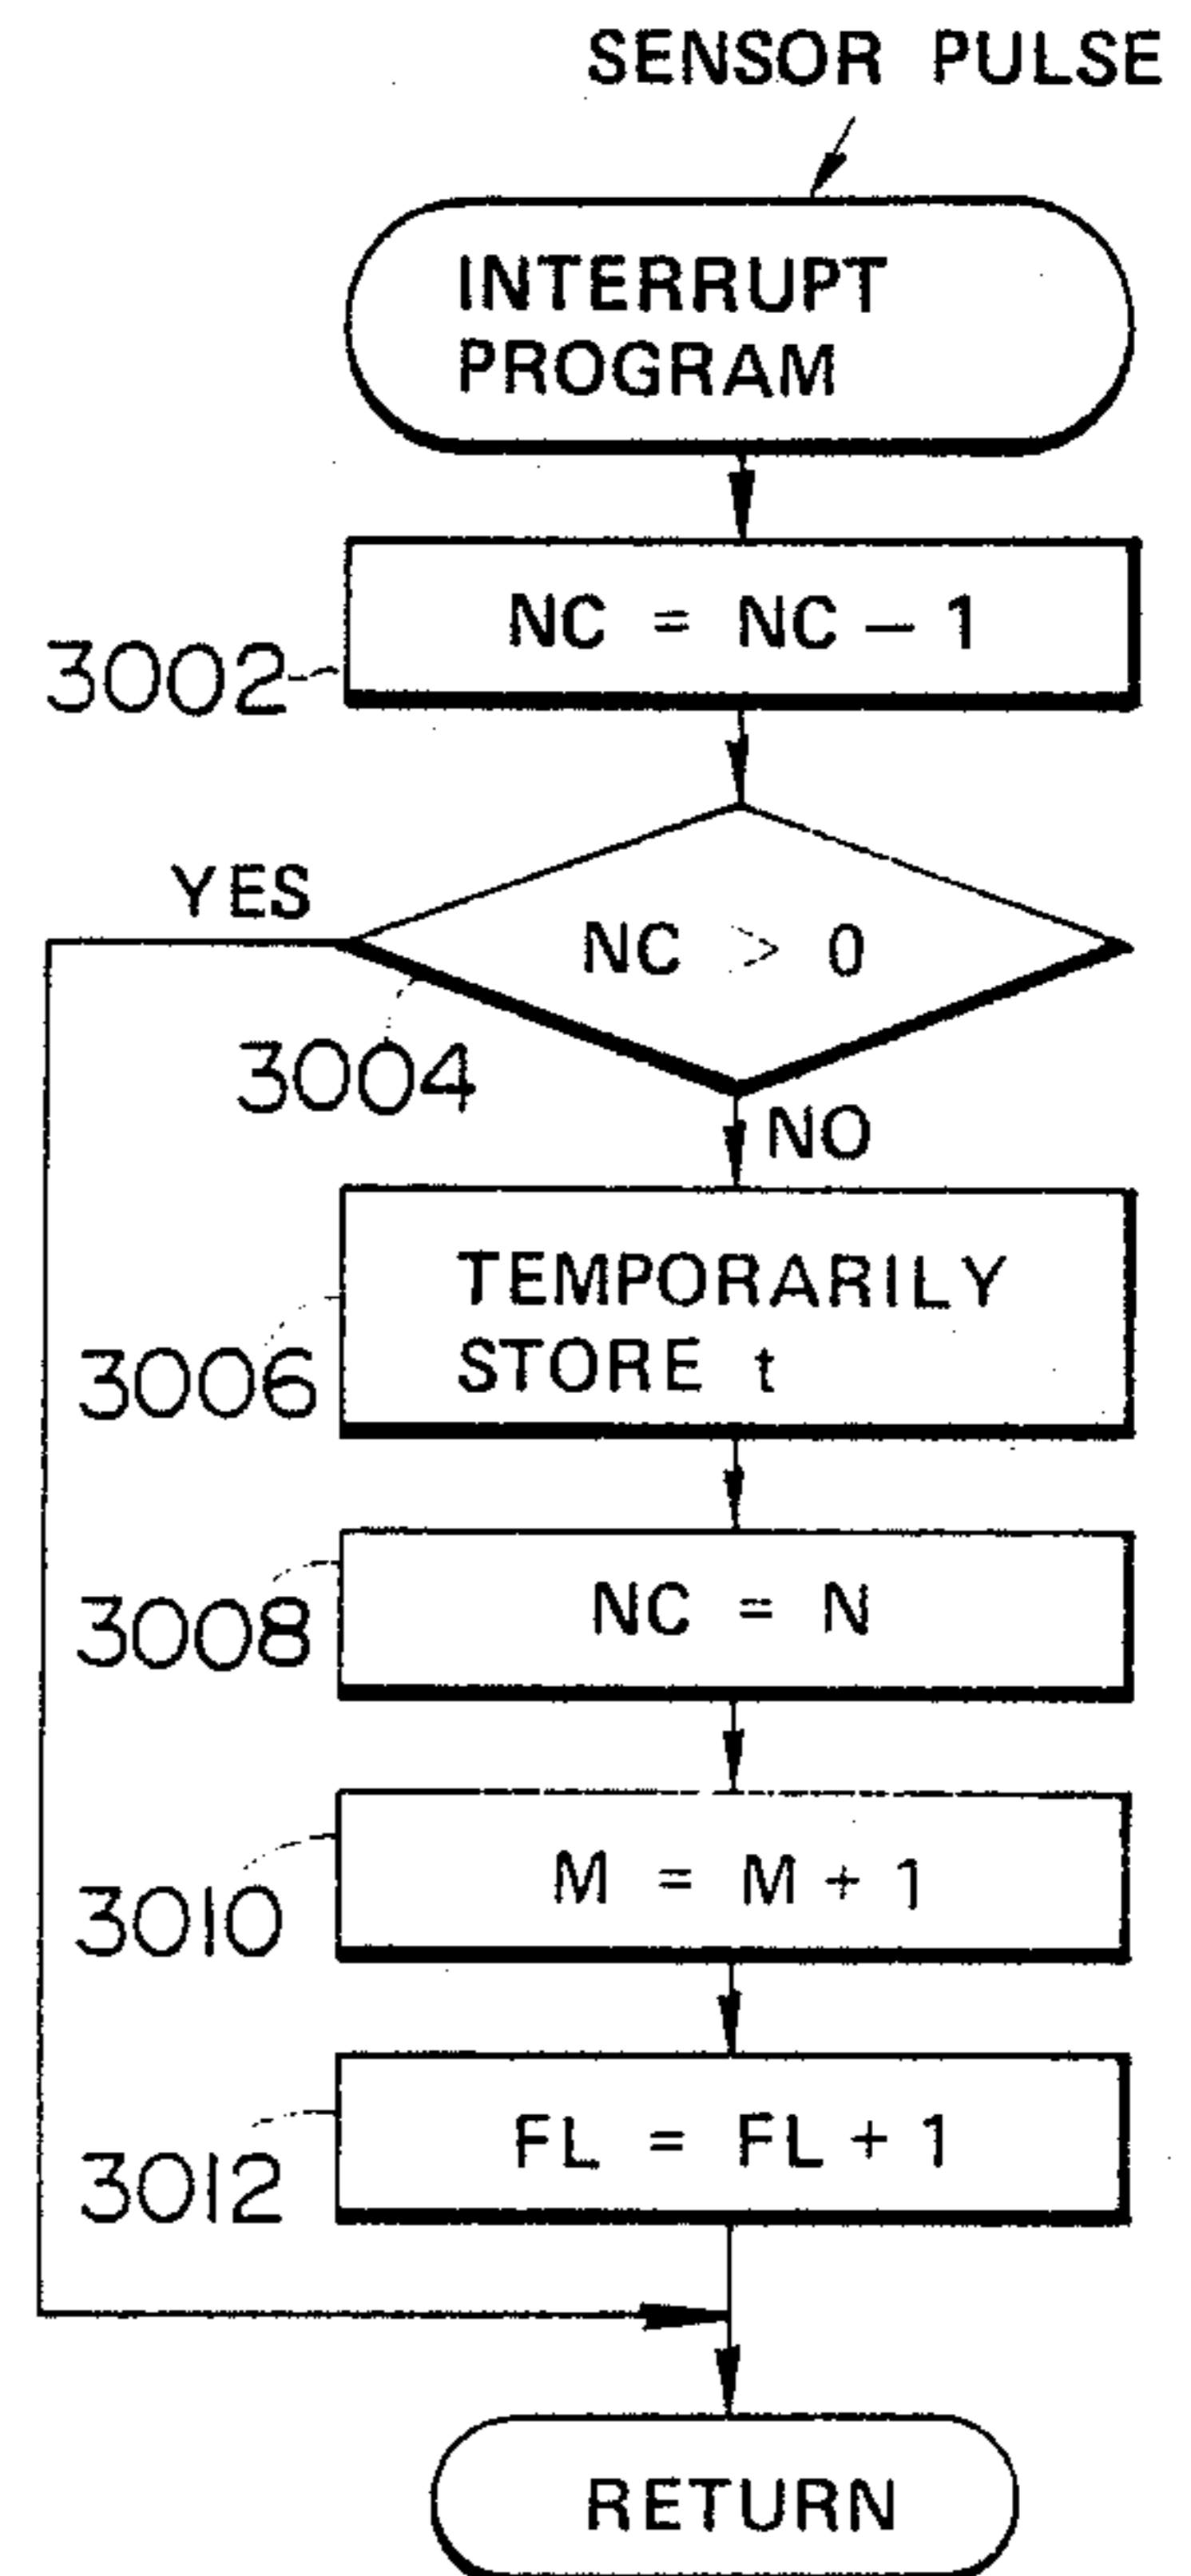 SENSOR PULSE
INTERRUPT
PROGRAM
NC = NC – 1
3002
YES
NC > 0
3004
NO
TEMPORARILY
STORE t
3006
NC = N
3008
M = M + 1
3010
FL = FL + 1
3012
RETURN